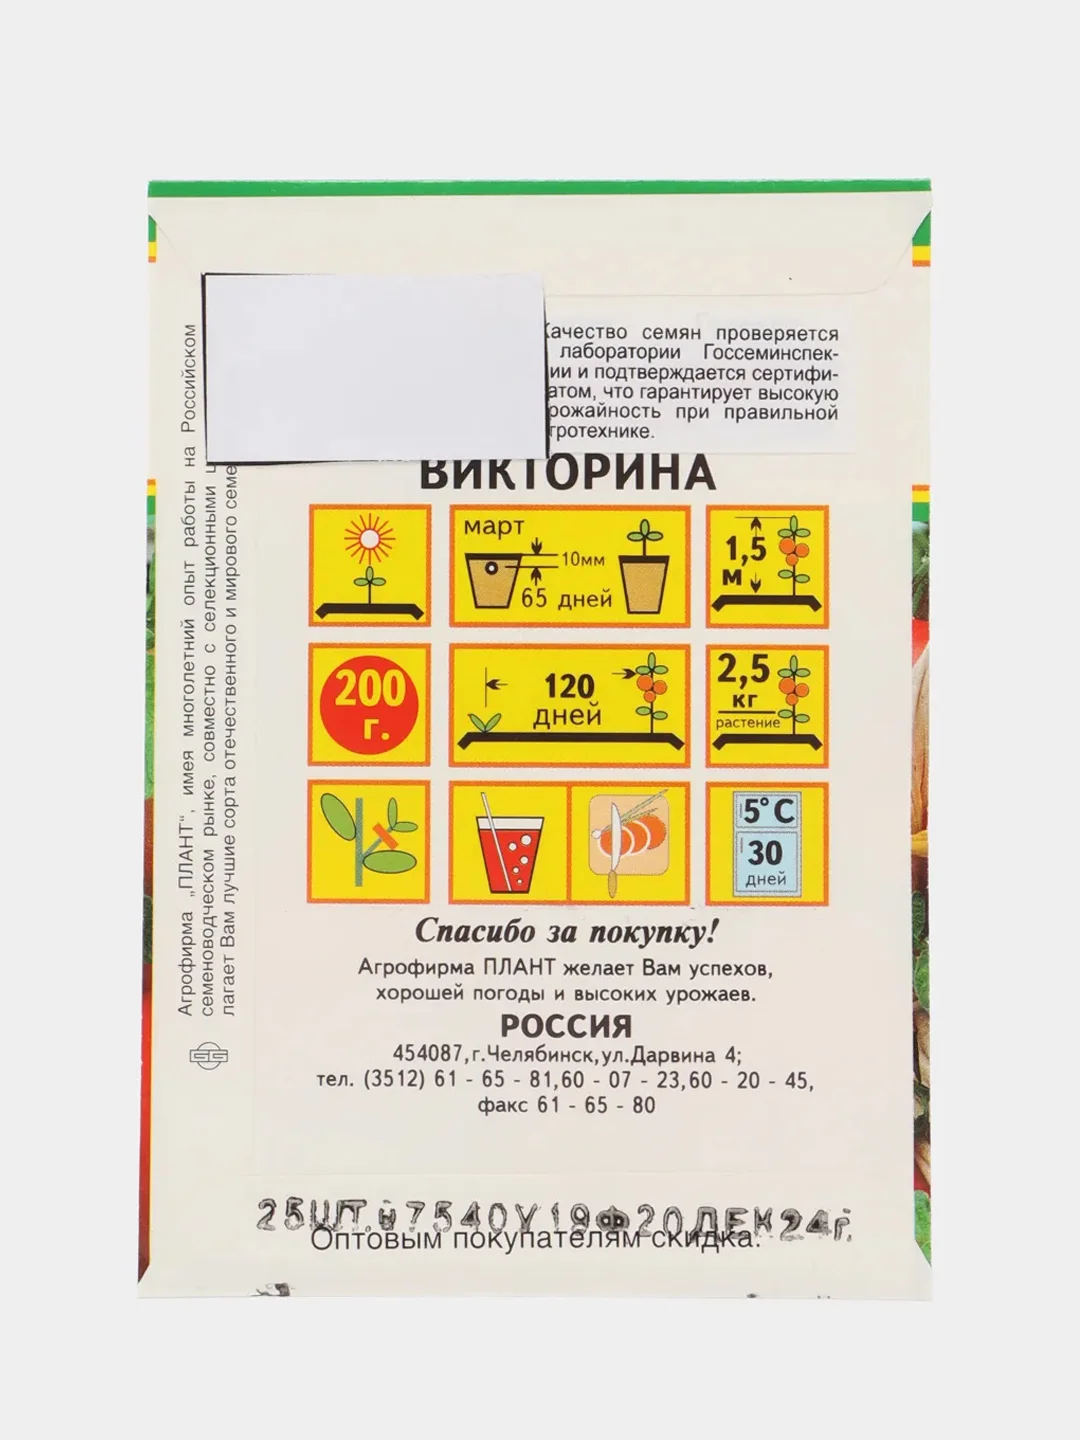 Качество семян проверяется
лаборатории Госсеминспек-
ии и подтверждается сертифи-
атом, что гарантирует высокую
рожайность при правильной
гротехнике.
ВИКТОРИНА
март
10мм
65 дней
1,5
м
200
г.
120
дней
2,5
кг
растение
5°С
30
дней
Спасибо за покупку!
Агрофирма ПЛАНТ желает Вам успехов,
хорошей погоды и высоких урожаев.
РОССИЯ
454087,г.Челябинск,ул.Дарвина 4;
тел. (3512) 61 - 65 - 81,60 - 07 - 23,60 - 20 - 45,
факс 61 - 65 - 80
25ШТ. 7540У19Ф20ДЕК24г.
Оптовым покупателям скидка.
Агрофирма „ПЛАНТ“, имея многолетний опыт работы на Российском
семеноводческом рынке, совместно с селекционными
лагает Вам лучшие сорта отечественного и мирового семе